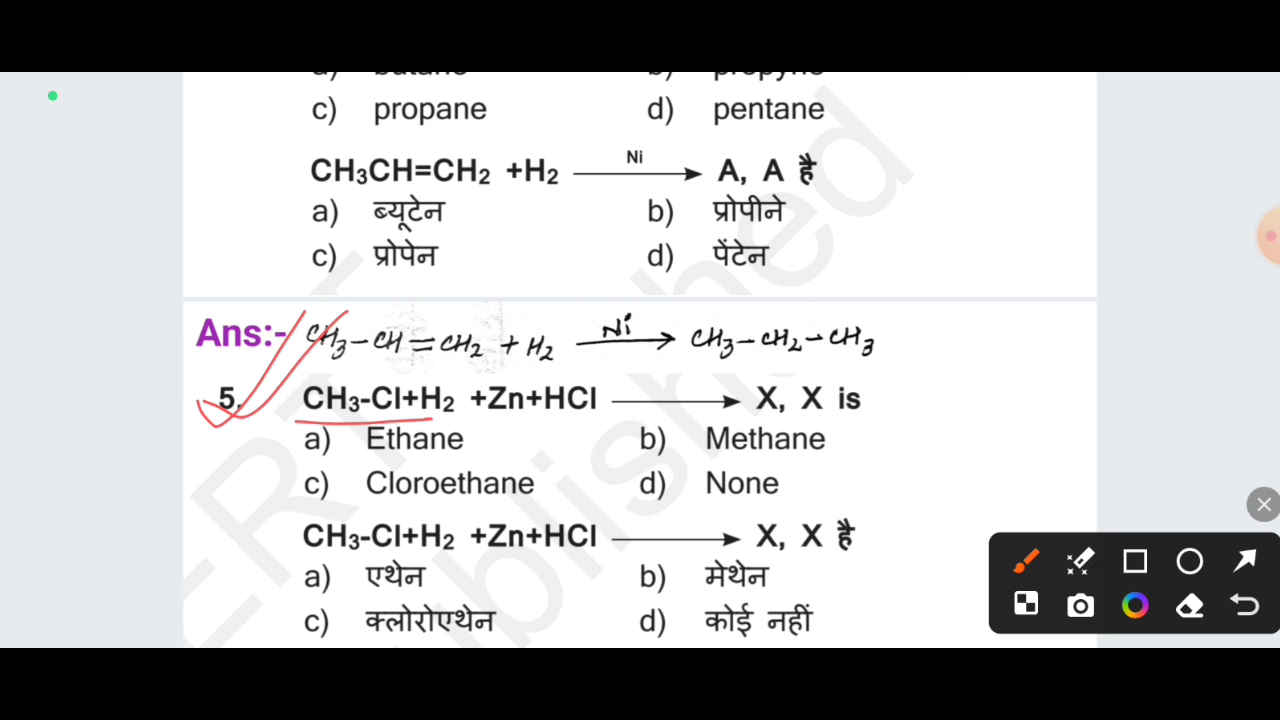 c) propane d) pentane
CH3CH=CH2 +H2 Ni A, A है
a) ब्यूटेन b) प्रोपीने
c) प्रोपेन d) पेंटेन
Ans:- CH3-CH=CH2 + H2 Ni → CH3-CH2-CH3
5. CH3-Cl+H2 +Zn+HCl → X, X is
a) Ethane b) Methane
c) Cloroethane d) None
CH3-Cl+H2 +Zn+HCl → X, X है
a) एथेन b) मेथेन
c) क्लोरोएथेन d) कोई नहीं